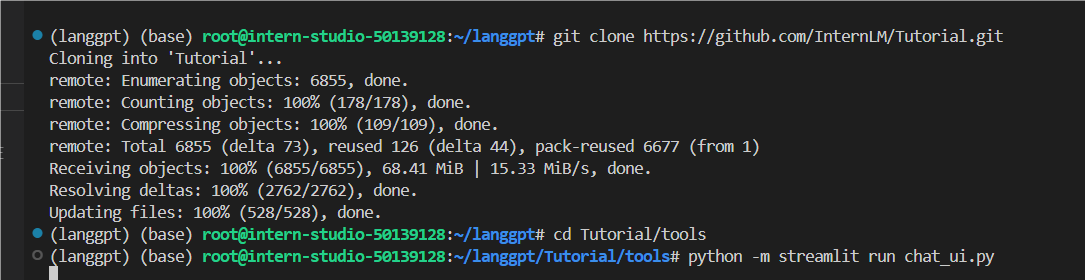 (langgpt) (base) root@intern-studio-50139128:~/langgpt# git clone https://github.com/InternLM/Tutorial.git
Cloning into 'Tutorial'...
remote: Enumerating objects: 6855, done.
remote: Counting objects: 100% (178/178), done.
remote: Compressing objects: 100% (109/109), done.
remote: Total 6855 (delta 73), reused 126 (delta 44), pack-reused 6677 (from 1)
Receiving objects: 100% (6855/6855), 68.41 MiB | 15.33 MiB/s, done.
Resolving deltas: 100% (2762/2762), done.
Updating files: 100% (528/528), done.
(langgpt) (base) root@intern-studio-50139128:~/langgpt# cd Tutorial/tools
(langgpt) (base) root@intern-studio-50139128:~/langgpt/Tutorial/tools# python -m streamlit run chat_ui.py